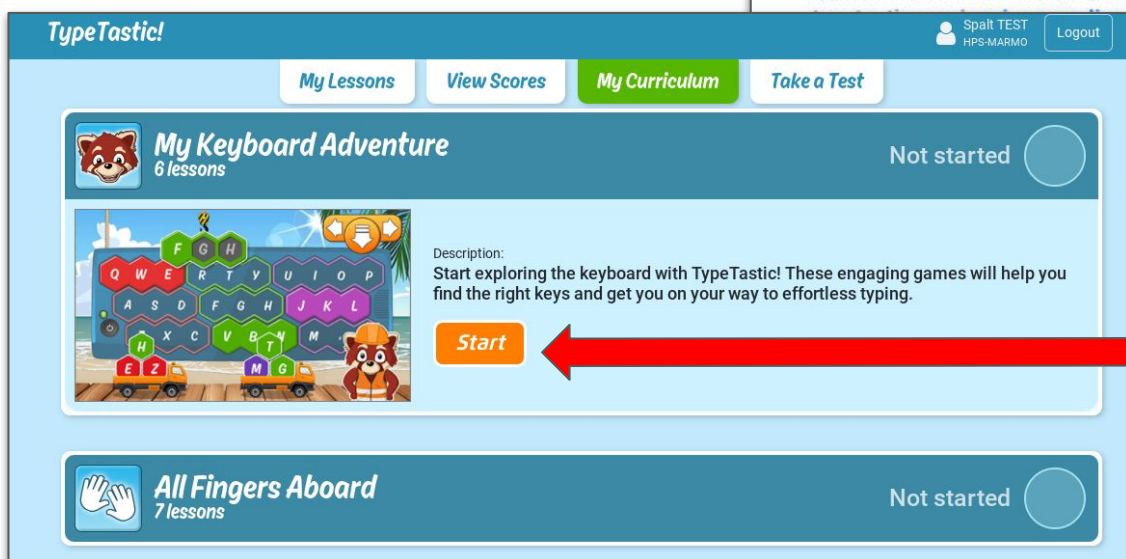 TypeTastic!
Spalt TEST
HPS-MARMO
Logout
My Lessons
View Scores
My Curriculum
Take a Test
My Keyboard Adventure
6 lessons
Not started
F G H
Q W E R T Y U I O P
A S D F G H J K L
X C V B N M
H T
E Z M G
Description:
Start exploring the keyboard with TypeTastic! These engaging games will help you
find the right keys and get you on your way to effortless typing.
Start
All Fingers Aboard
7 lessons
Not started